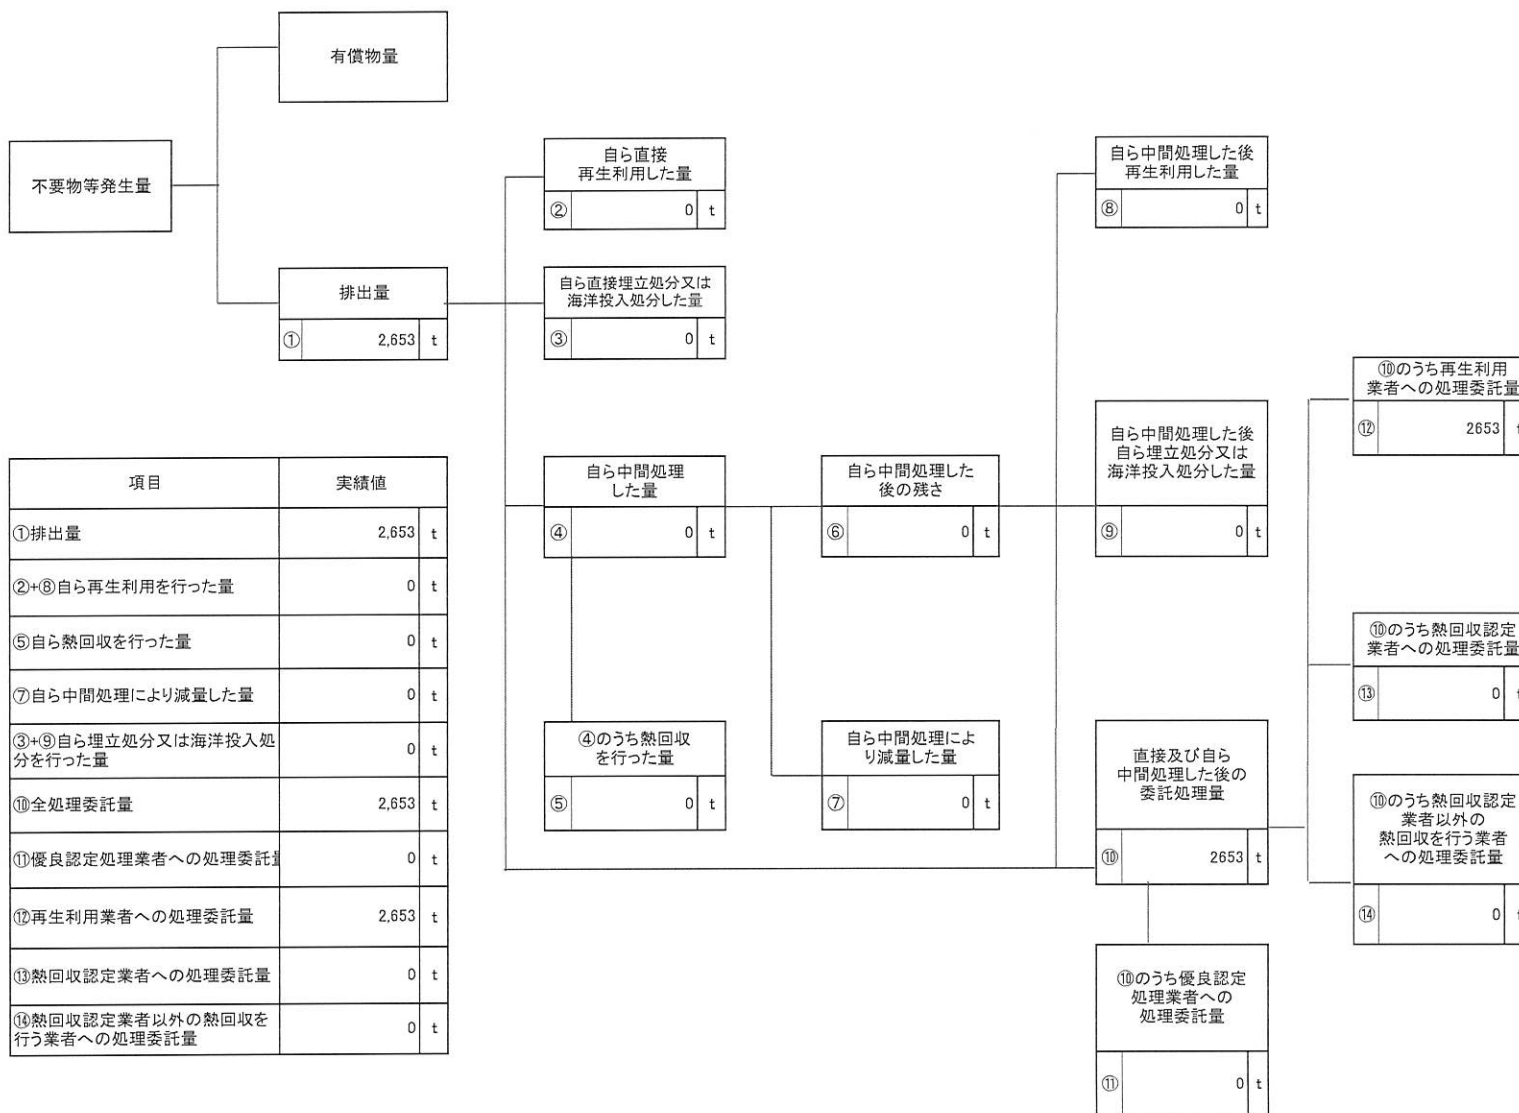 有償物量
不要物等発生量
排出量
① 2,653 t
自ら直接
再生利用した量
② 0 t
自ら直接埋立処分又は
海洋投入処分した量
③ 0 t
自ら中間処理
した量
④ 0 t
④のうち熱回収
を行った量
⑤ 0 t
自ら中間処理した
後の残さ
⑥ 0 t
自ら中間処理によ
り減量した量
⑦ 0 t
自ら中間処理した後
再生利用した量
⑧ 0 t
自ら中間処理した後
自ら埋立処分又は
海洋投入処分した量
⑨ 0 t
直接及び自ら
中間処理した後の
委託処理量
⑩ 2653 t
⑩のうち優良認定
処理業者への
処理委託量
⑪ 0 t
⑩のうち再生利用
業者への処理委託量
⑫ 2653 t
⑩のうち熱回収認定
業者への処理委託量
⑬ 0 t
⑩のうち熱回収認定
業者以外の
熱回収を行う業者
への処理委託量
⑭ 0 t
項目 実績値
①排出量 2,653 t
②+⑧自ら再生利用を行った量 0 t
⑤自ら熱回収を行った量 0 t
⑦自ら中間処理により減量した量 0 t
③+⑨自ら埋立処分又は海洋投入処
分を行った量 0 t
⑩全処理委託量 2,653 t
⑪優良認定処理業者への処理委託量 0 t
⑫再生利用業者への処理委託量 2,653 t
⑬熱回収認定業者への処理委託量 0 t
⑭熱回収認定業者以外の熱回収を
行う業者への処理委託量 0 t